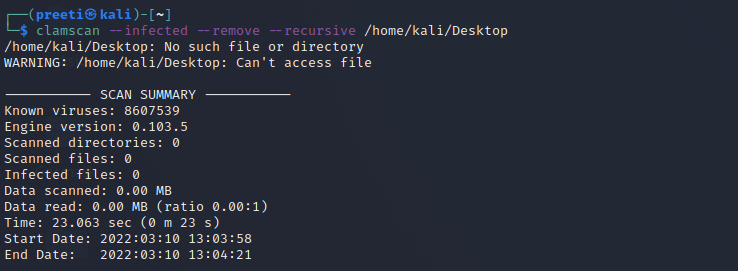 ┌──(preeti㉿kali)-[~]
└─$ clamscan --infected --remove --recursive /home/kali/Desktop
/home/kali/Desktop: No such file or directory
WARNING: /home/kali/Desktop: Can't access file
----------- SCAN SUMMARY -----------
Known viruses: 8607539
Engine version: 0.103.5
Scanned directories: 0
Scanned files: 0
Infected files: 0
Data scanned: 0.00 MB
Data read: 0.00 MB (ratio 0.00:1)
Time: 23.063 sec (0 m 23 s)
Start Date: 2022:03:10 13:03:58
End Date:   2022:03:10 13:04:21